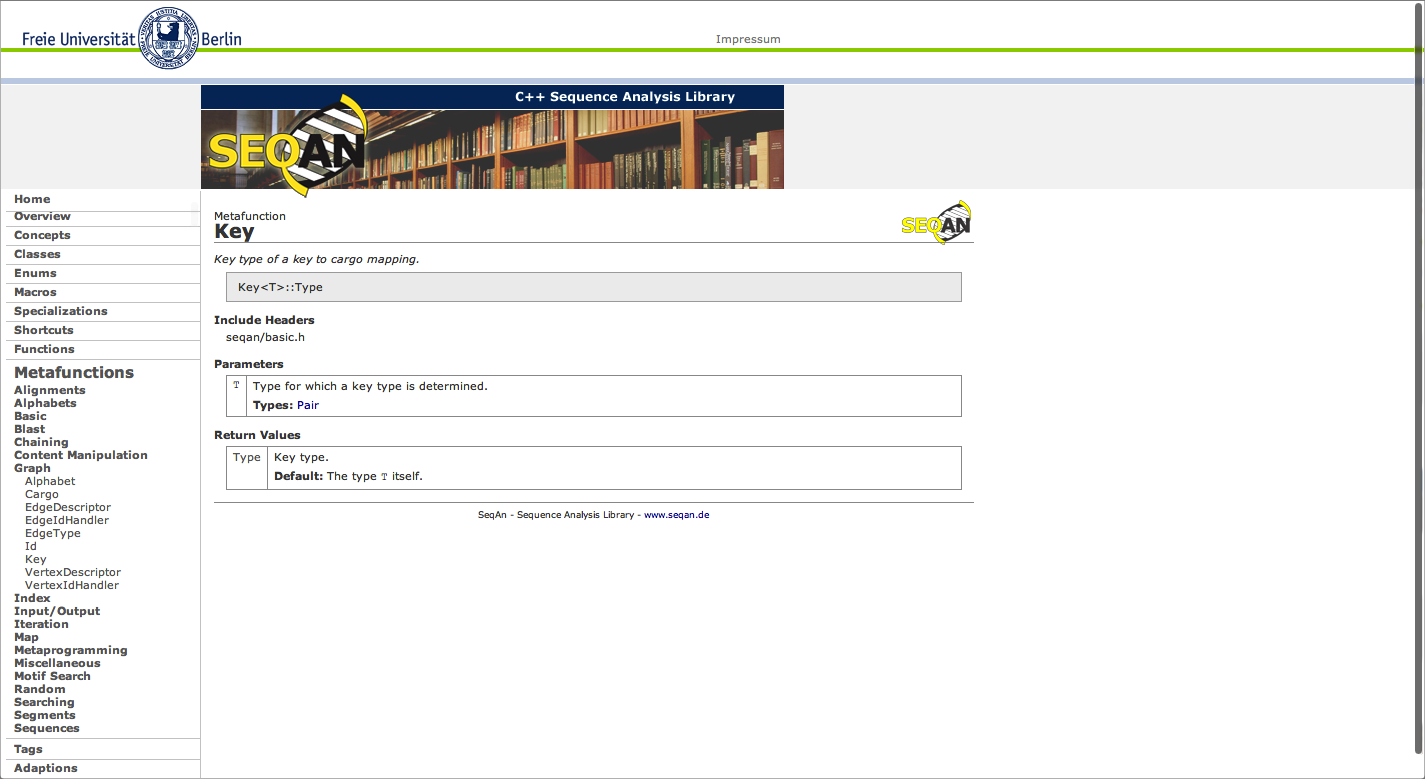 Freie Universität Berlin
Impressum
C++ Sequence Analysis Library
SEQAN
Home
Overview
Concepts
Classes
Enums
Macros
Specializations
Shortcuts
Functions
Metafunctions
Alignments
Alphabets
Basic
Blast
Chaining
Content Manipulation
Graph
Alphabet
Cargo
EdgeDescriptor
EdgeIdHandler
EdgeType
Id
Key
VertexDescriptor
VertexIdHandler
Index
Input/Output
Iteration
Map
Metaprogramming
Miscellaneous
Motif Search
Random
Searching
Segments
Sequences
Tags
Adaptions
Metafunction
Key
SEQAN
Key type of a key to cargo mapping.
Key<T>::Type
Include Headers
seqan/basic.h
Parameters
T Type for which a key type is determined.
Types: Pair
Return Values
Type Key type.
Default: The type T itself.
SeqAn - Sequence Analysis Library - www.seqan.de